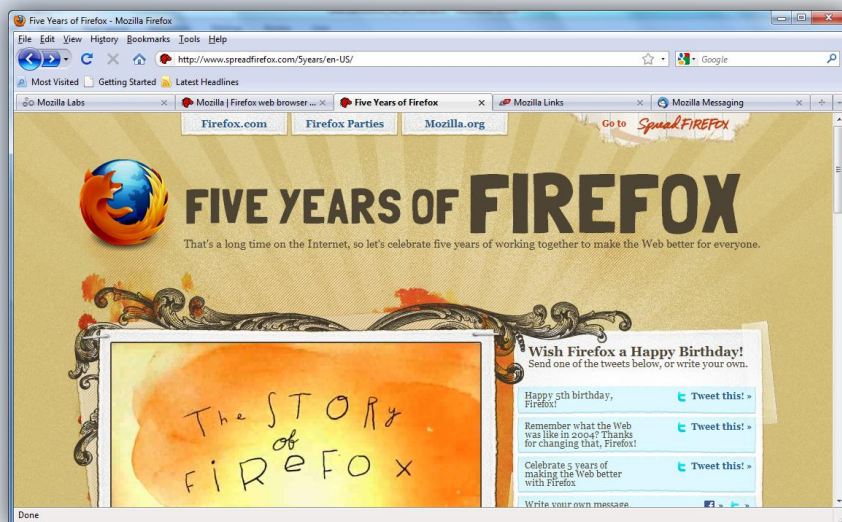 Five Years of Firefox - Mozilla Firefox
File Edit View History Bookmarks Tools Help
http://www.spreadfirefox.com/5years/en-US/
Google
Most Visited Getting Started Latest Headlines
Mozilla Labs
Mozilla | Firefox web browser ...
Five Years of Firefox
Mozilla Links
Mozilla Messaging
Firefox.com
Firefox Parties
Mozilla.org
Go to SpreadFIREFOX
FIVE YEARS OF FIREFOX
That's a long time on the Internet, so let's celebrate five years of working together to make the Web better for everyone.
The STORy
of
FiReFOx
Wish Firefox a Happy Birthday!
Send one of the tweets below, or write your own.
Happy 5th birthday,
Firefox!
Tweet this! »
Remember what the Web
was like in 2004? Thanks
for changing that, Firefox!
Tweet this! »
Celebrate 5 years of
making the Web better
with Firefox
Tweet this! »
Write your own message
Done